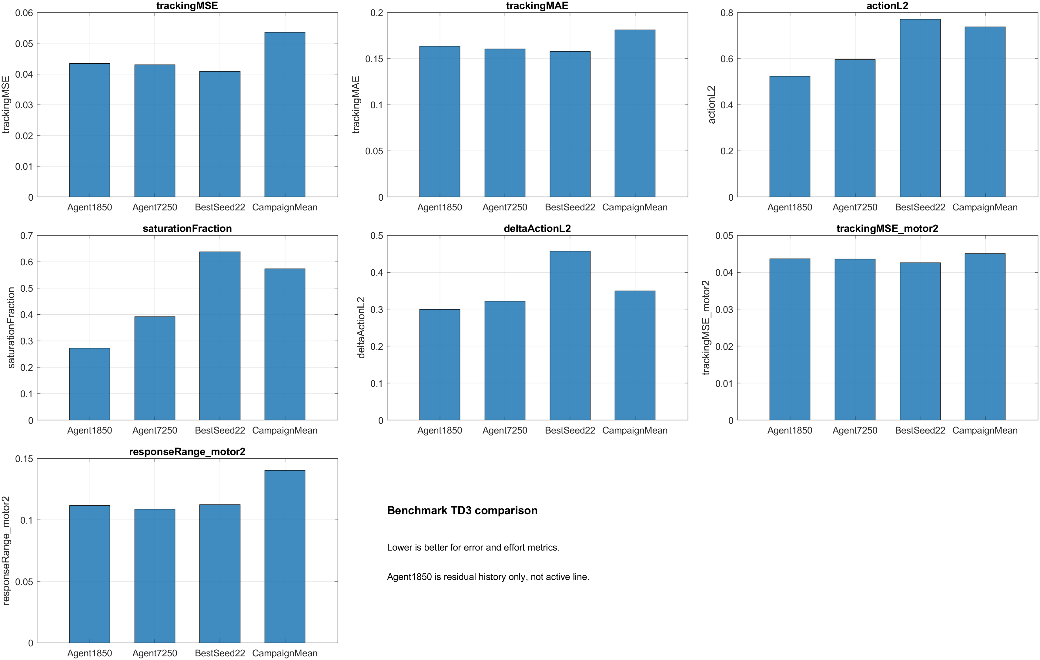 trackingMSE
trackingMSE
0.06
0.05
0.04
0.03
0.02
0.01
0
Agent1850 Agent7250 BestSeed22 CampaignMean
trackingMAE
trackingMAE
0.2
0.15
0.1
0.05
0
Agent1850 Agent7250 BestSeed22 CampaignMean
actionL2
actionL2
0.8
0.6
0.4
0.2
0
Agent1850 Agent7250 BestSeed22 CampaignMean
saturationFraction
saturationFraction
0.7
0.6
0.5
0.4
0.3
0.2
0.1
0
Agent1850 Agent7250 BestSeed22 CampaignMean
deltaActionL2
deltaActionL2
0.5
0.4
0.3
0.2
0.1
0
Agent1850 Agent7250 BestSeed22 CampaignMean
trackingMSE_motor2
trackingMSE_motor2
0.05
0.04
0.03
0.02
0.01
0
Agent1850 Agent7250 BestSeed22 CampaignMean
responseRange_motor2
responseRange_motor2
0.15
0.1
0.05
0
Agent1850 Agent7250 BestSeed22 CampaignMean
Benchmark TD3 comparison
Lower is better for error and effort metrics.
Agent1850 is residual history only, not active line.